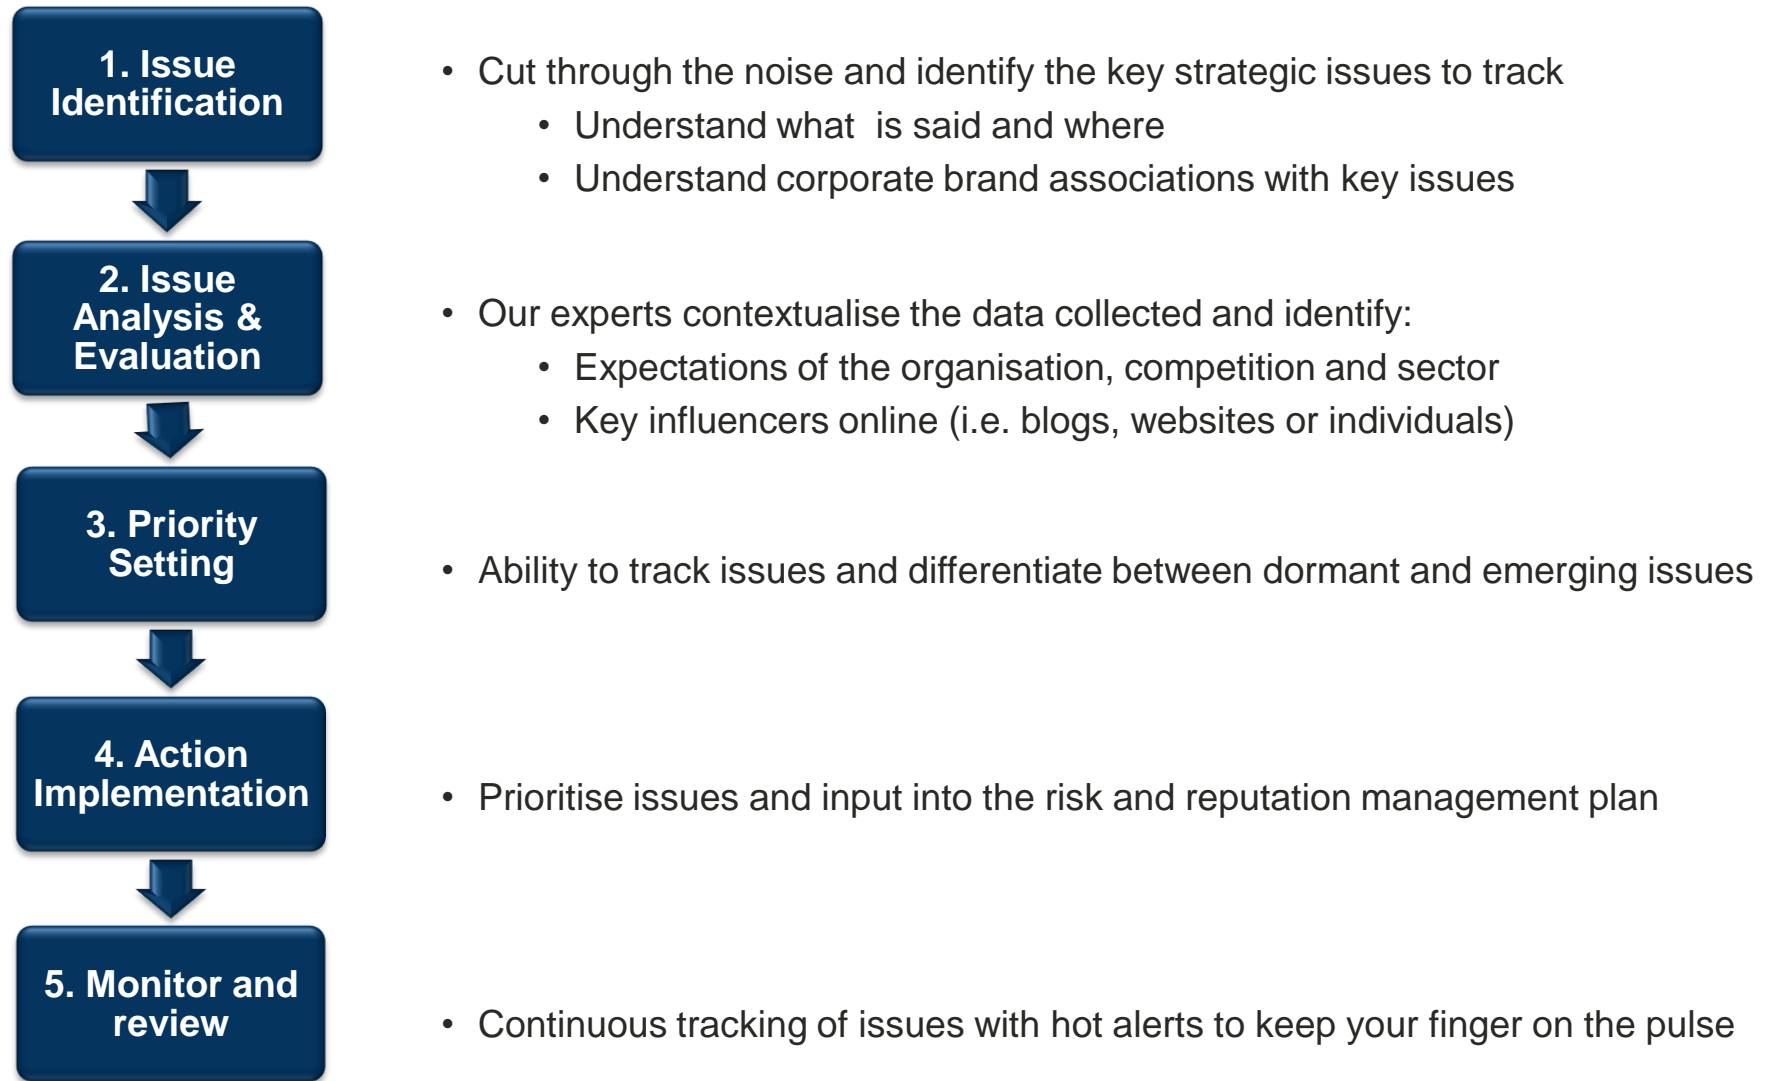 1. Issue
Identification
• Cut through the noise and identify the key strategic issues to track
• Understand what  is said and where
• Understand corporate brand associations with key issues
2. Issue
Analysis &
Evaluation
• Our experts contextualise the data collected and identify:
• Expectations of the organisation, competition and sector
• Key influencers online (i.e. blogs, websites or individuals)
3. Priority
Setting
• Ability to track issues and differentiate between dormant and emerging issues
4. Action
Implementation
• Prioritise issues and input into the risk and reputation management plan
5. Monitor and
review
• Continuous tracking of issues with hot alerts to keep your finger on the pulse